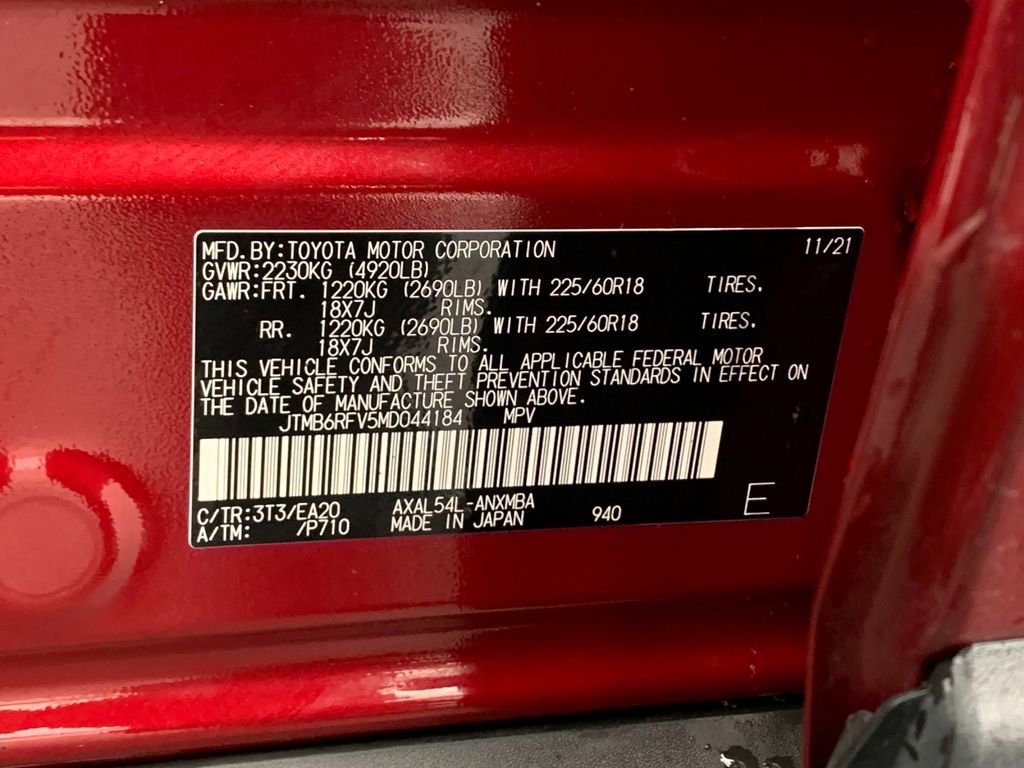 MFD.BY:TOYOTA MOTOR CORPORATION 11/21
GVWR:2230KG (4920LB)
GAWR:FRT. 1220KG (2690LB) WITH 225/60R18 TIRES.
18X7J RIMS.
RR. 1220KG (2690LB) WITH 225/60R18 TIRES.
18X7J RIMS.
THIS VEHICLE CONFORMS TO ALL APPLICABLE FEDERAL MOTOR
VEHICLE SAFETY AND THEFT PREVENTION STANDARDS IN EFFECT ON
THE DATE OF MANUFACTURE SHOWN ABOVE.
JTMB6RFV5MD044184 MPV
C/TR:3T3/EA20 AXAL54L-ANXMBA
A/TM: /P710 MADE IN JAPAN 940 E